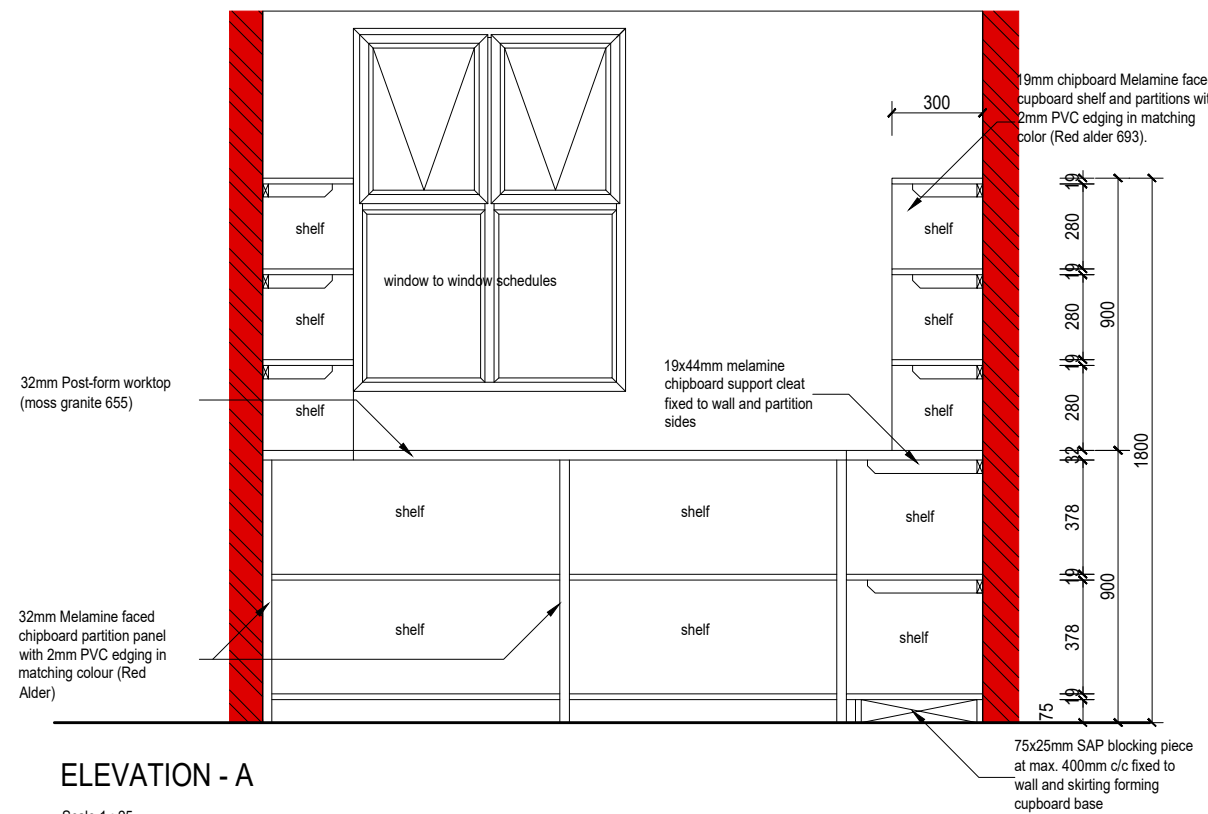 300
19mm chipboard Melamine face
cupboard shelf and partitions wit
2mm PVC edging in matching
color (Red alder 693).
19
shelf
shelf
280
window to window schedules
19
shelf
shelf
280
900
19
32mm Post-form worktop
(moss granite 655)
19x44mm melamine
chipboard support cleat
fixed to wall and partition
sides
shelf
shelf
280
32
1800
shelf
shelf
shelf
378
19
900
32mm Melamine faced
chipboard partition panel
with 2mm PVC edging in
matching colour (Red
Alder)
shelf
shelf
shelf
378
19
75
75x25mm SAP blocking piece
at max. 400mm c/c fixed to
wall and skirting forming
cupboard base
ELEVATION - A